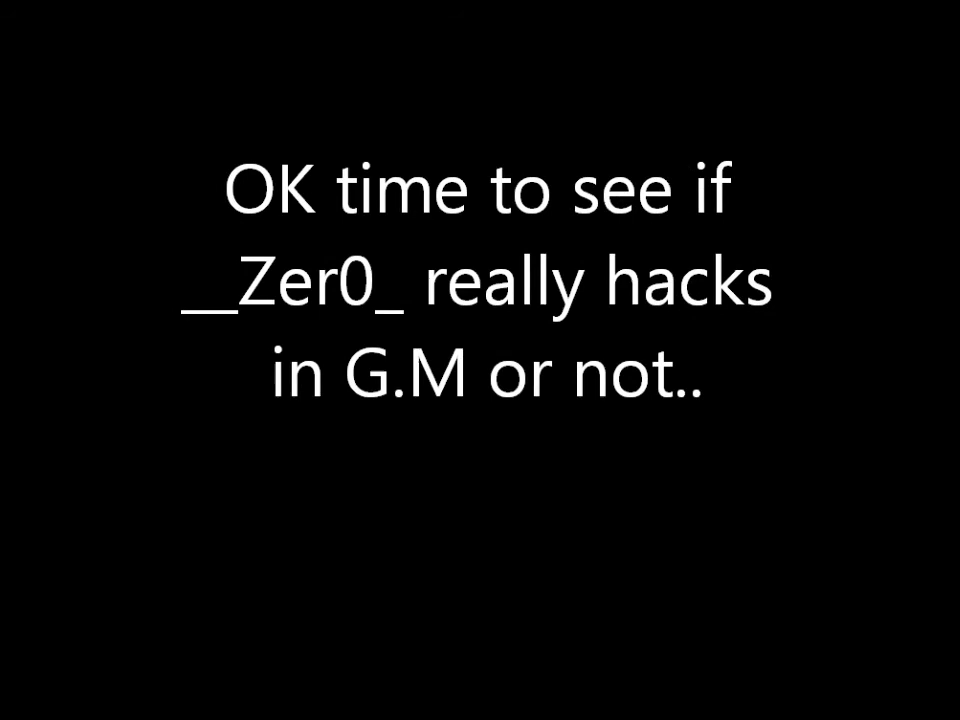 OK time to see if
__Zer0_ really hacks
in G.M or not..